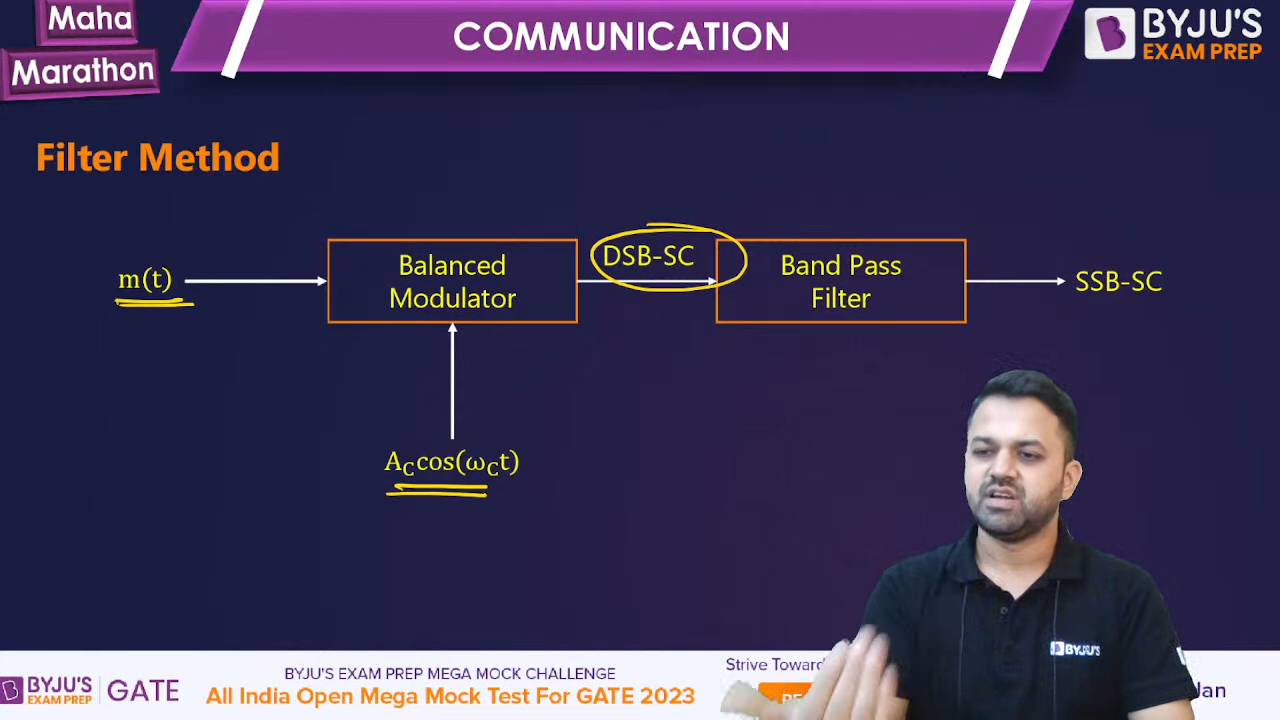 Maha
Marathon
COMMUNICATION
BYJU'S
EXAM PREP
Filter Method
m(t)
Balanced
Modulator
DSB-SC
Band Pass
Filter
SSB-SC
A_C cos(ω_C t)
BYJU'S
BYJU'S
EXAM PREP
GATE
BYJU'S EXAM PREP MEGA MOCK CHALLENGE
All India Open Mega Mock Test For GATE 2023
Strive Toward
Jan